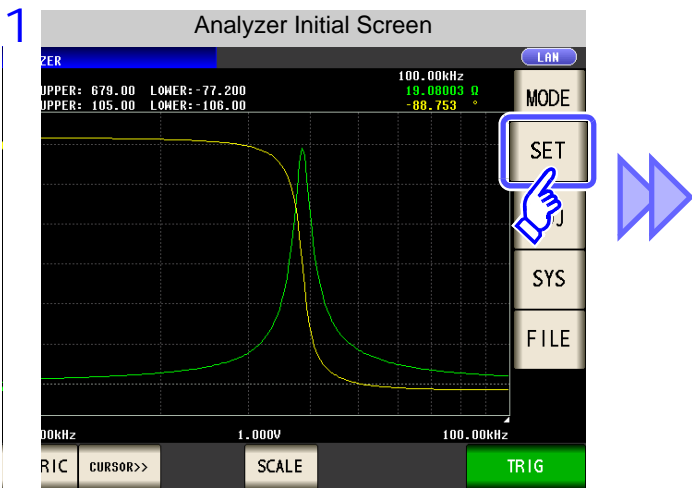 1
Analyzer Initial Screen
ZER
LAN
100.00kHz
UPPER: 679.00 LOWER:-77.200 19.08003 Ω
UPPER: 105.00 LOWER:-106.00 -88.753 °
MODE
SET
SYS
FILE
00kHz 1.000V 100.00kHz
RIC CURSOR>> SCALE TRIG